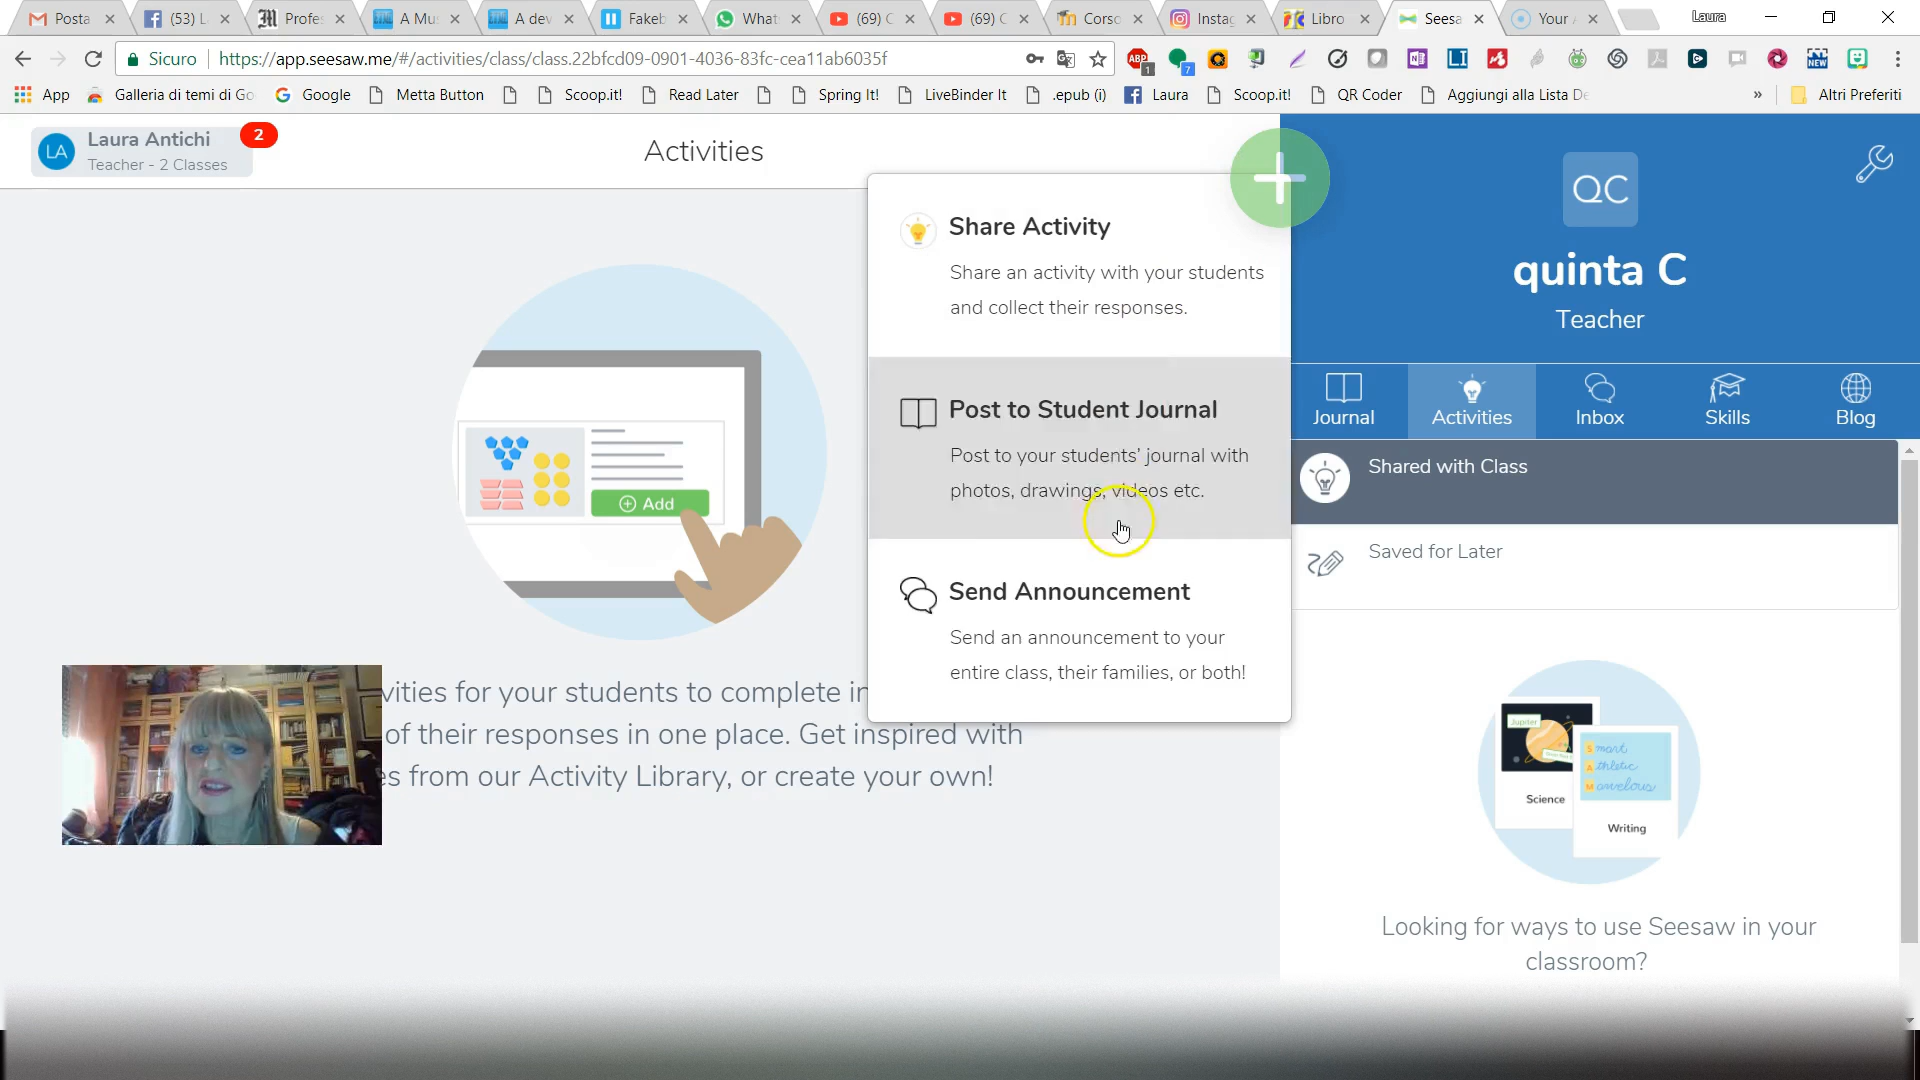 Posta
(53) L
Profes
A Mu
A dev
Fakeb
What
(69) C
(69) C
Corso
Instag
Libro
Seesa
Your
Laura
Sicuro
https://app.seesaw.me/#/activities/class/class.22bfcd09-0901-4036-83fc-cea11ab6035f
ABP
1
7
LI
NEW
App
Galleria di temi di Go
Google
Metta Button
Scoop.it!
Read Later
Spring It!
LiveBinder It
.epub (i)
Laura
Scoop.it!
QR Coder
Aggiungi alla Lista De
»
Altri Preferiti
LA
Laura Antichi
Teacher - 2 Classes
2
Activities
Share Activity
Share an activity with your students
and collect their responses.
Post to Student Journal
Post to your students' journal with
photos, drawings, videos etc.
Send Announcement
Send an announcement to your
entire class, their families, or both!
Add
vities for your students to complete in
of their responses in one place. Get inspired with
es from our Activity Library, or create your own!
QC
quinta C
Teacher
Journal
Activities
Inbox
Skills
Blog
Shared with Class
Saved for Later
Jupiter
Science
Smart
Athletic
Marvelous
Writing
Looking for ways to use Seesaw in your
classroom?